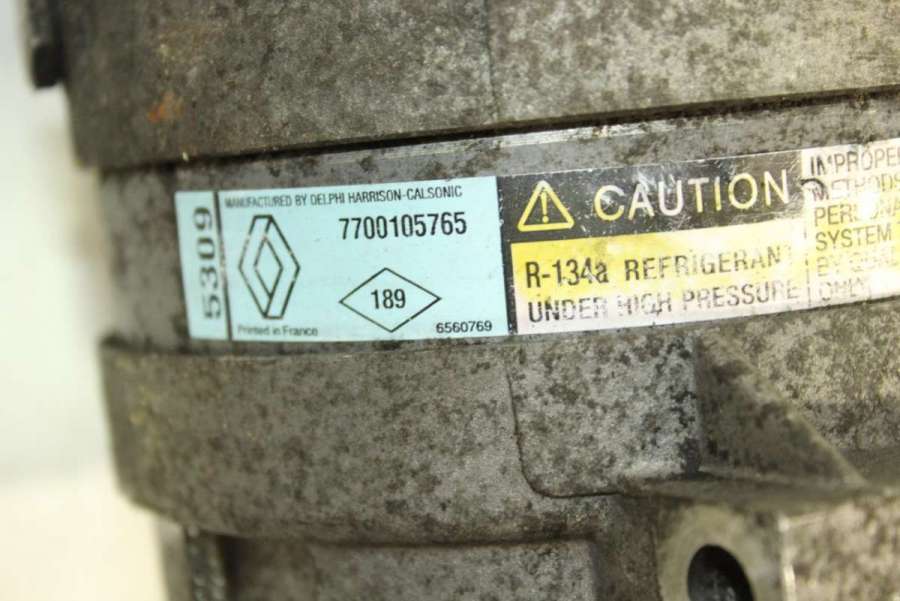 5309
MANUFACTURED BY DELPHI HARRISON-CALSONIC
7700105765
189
Printed in France
6560769
CAUTION
R-134a REFRIGERANT
UNDER HIGH PRESSURE
IMPROPER
METHODS
SYSTEM
ONLY